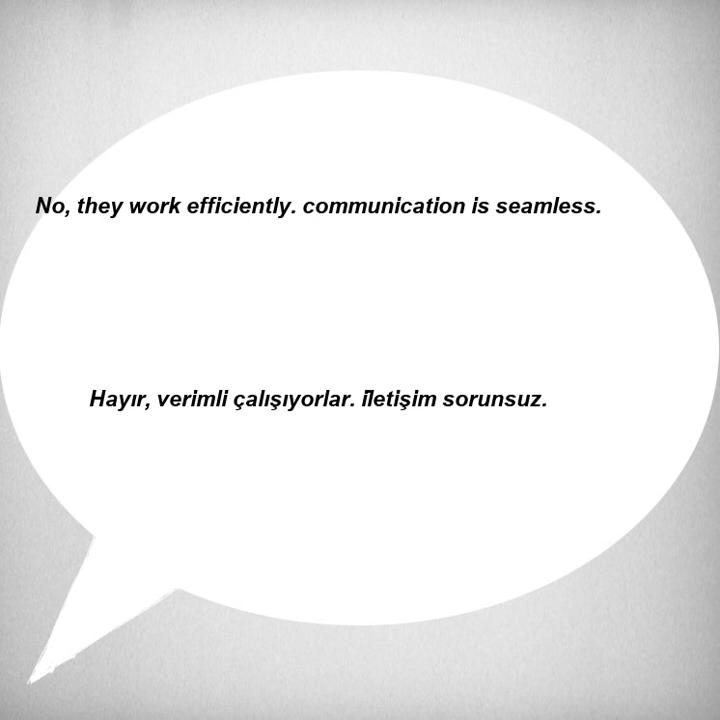 No, they work efficiently. communication is seamless.
Hayır, verimli çalışıyorlar. i̇letişim sorunsuz.